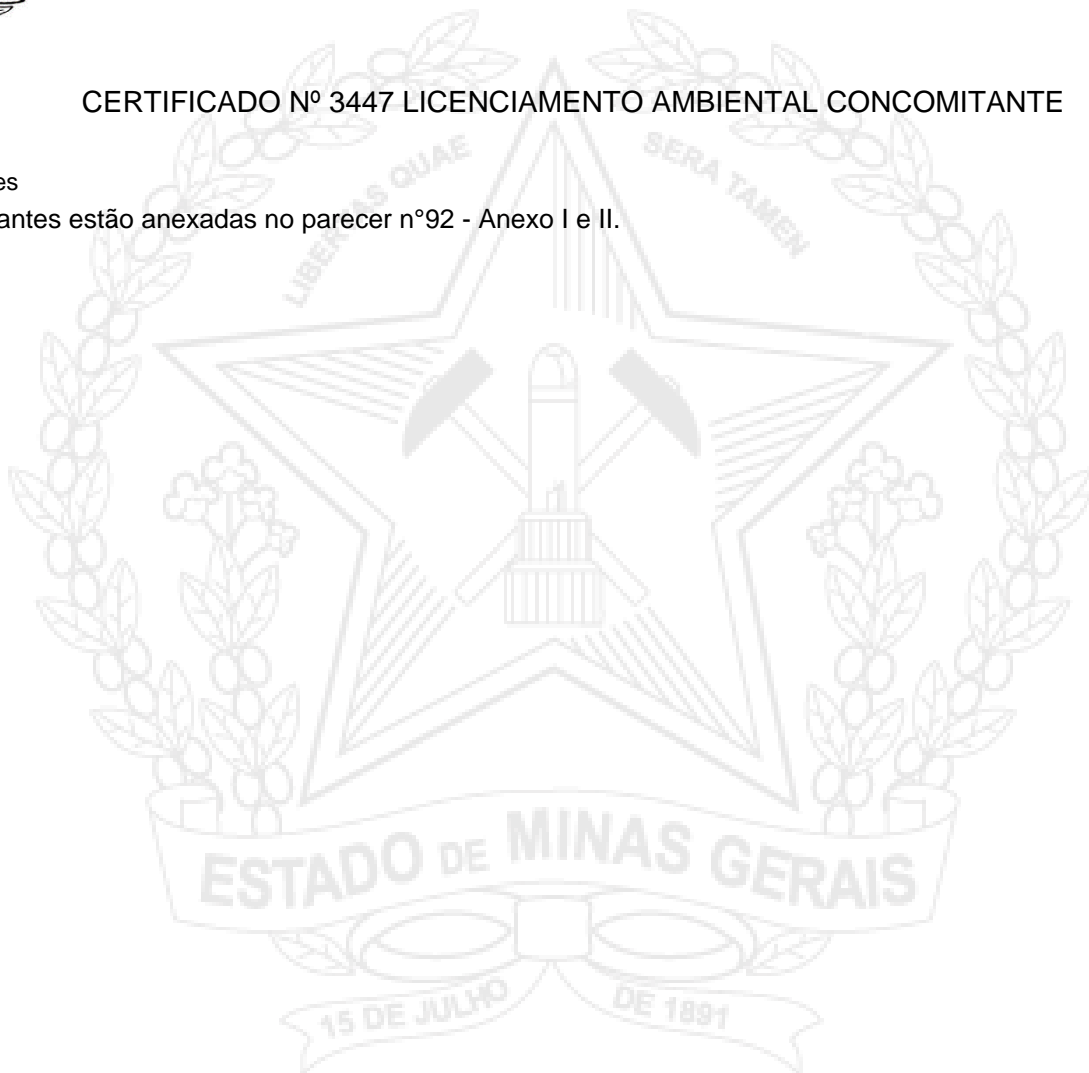 CERTIFICADO Nº 3447 LICENCIAMENTO AMBIENTAL CONCOMITANTE
es
antes estão anexadas no parecer n°92 - Anexo I e II.
LIBERTAS QUAE SERA TAMEN
ESTADO DE MINAS GERAIS
15 DE JULHO DE 1891